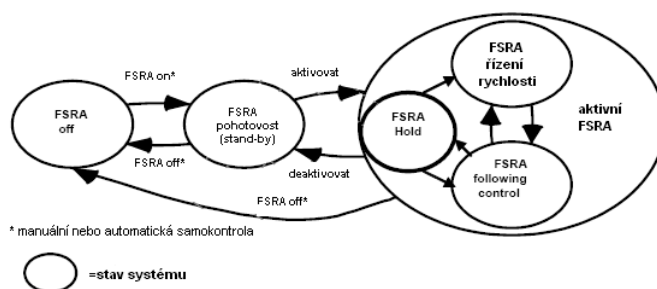 FSRA on*
FSRA
off
FSRA off*
FSRA
pohotovost
(stand-by)
aktivovat
deaktivovat
FSRA off*
FSRA
Hold
FSRA
řízení
rychlosti
aktivní
FSRA
FSRA
following
control
* manuální nebo automatická samokontrola
=stav systému